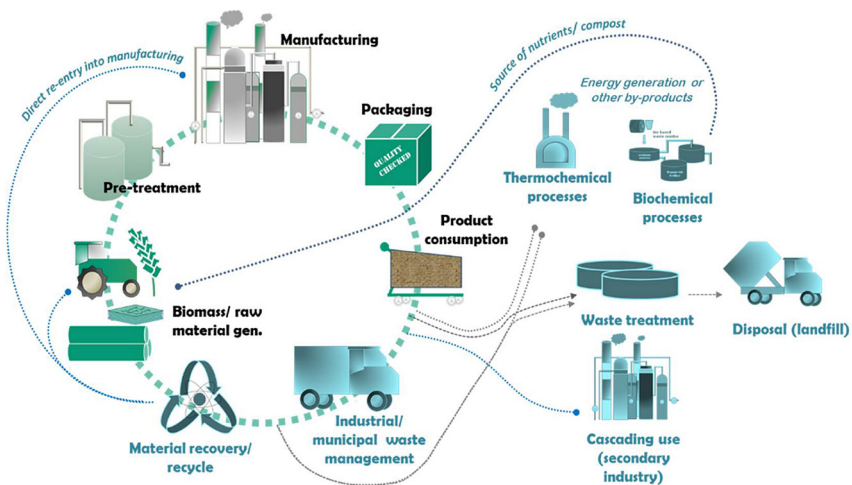 Manufacturing
Direct re-entry into manufacturing
Source of nutrients/ compost
Energy generation or
other by-products
Packaging
QUALITY
CHECKED
Pre-treatment
Thermochemical
processes
Biochemical
processes
Product
consumption
Biomass/ raw
material gen.
Waste treatment
Disposal (landfill)
Industrial/
municipal waste
management
Material recovery/
recycle
Cascading use
(secondary
industry)